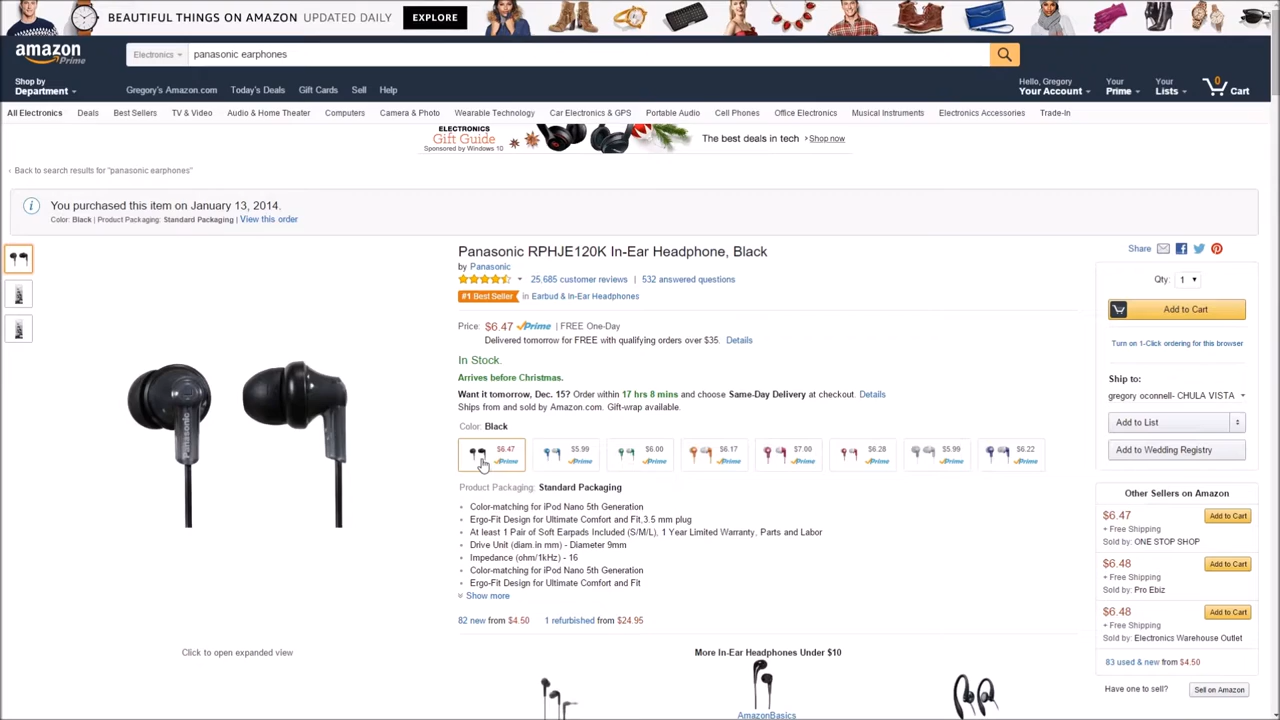 BEAUTIFUL THINGS ON AMAZON UPDATED DAILY EXPLORE
amazon Prime
Electronics panasonic earphones
Shop by Department
Gregory's Amazon.com Today's Deals Gift Cards Sell Help
Hello, Gregory Your Account
Your Prime
Your Lists
0 Cart
All Electronics Deals Best Sellers TV & Video Audio & Home Theater Computers Camera & Photo Wearable Technology Car Electronics & GPS Portable Audio Cell Phones Office Electronics Musical Instruments Electronics Accessories Trade-In
ELECTRONICS
Gift Guide
Sponsored by Windows 10
The best deals in tech › Shop now
‹ Back to search results for "panasonic earphones"
i
You purchased this item on January 13, 2014.
Color: Black | Product Packaging: Standard Packaging | View this order
Panasonic
Click to open expanded view
Panasonic RPHJE120K In-Ear Headphone, Black
by Panasonic
25,685 customer reviews | 532 answered questions
#1 Best Seller in Earbud & In-Ear Headphones
Price: $6.47 Prime | FREE One-Day
Delivered tomorrow for FREE with qualifying orders over $35. Details
In Stock.
Arrives before Christmas.
Want it tomorrow, Dec. 15? Order within 17 hrs 8 mins and choose Same-Day Delivery at checkout. Details
Ships from and sold by Amazon.com. Gift-wrap available.
Color: Black
$6.47 Prime
$5.99 Prime
$6.00 Prime
$6.17 Prime
$7.00 Prime
$6.28 Prime
$5.99 Prime
$6.22 Prime
Product Packaging: Standard Packaging
• Color-matching for iPod Nano 5th Generation
• Ergo-Fit Design for Ultimate Comfort and Fit,3.5 mm plug
• At least 1 Pair of Soft Earpads Included (S/M/L), 1 Year Limited Warranty, Parts and Labor
• Drive Unit (diam.in mm) - Diameter 9mm
• Impedance (ohm/1kHz) - 16
• Color-matching for iPod Nano 5th Generation
• Ergo-Fit Design for Ultimate Comfort and Fit
Show more
82 new from $4.50 1 refurbished from $24.95
More In-Ear Headphones Under $10
AmazonBasics
Share
Qty: 1
Add to Cart
Turn on 1-Click ordering for this browser
Ship to:
gregory oconnell- CHULA VISTA
Add to List
Add to Wedding Registry
Other Sellers on Amazon
$6.47 Add to Cart
+ Free Shipping
Sold by: ONE STOP SHOP
$6.48 Add to Cart
+ Free Shipping
Sold by: Pro Ebiz
$6.48 Add to Cart
+ Free Shipping
Sold by: Electronics Warehouse Outlet
83 used & new from $4.50
Have one to sell? Sell on Amazon